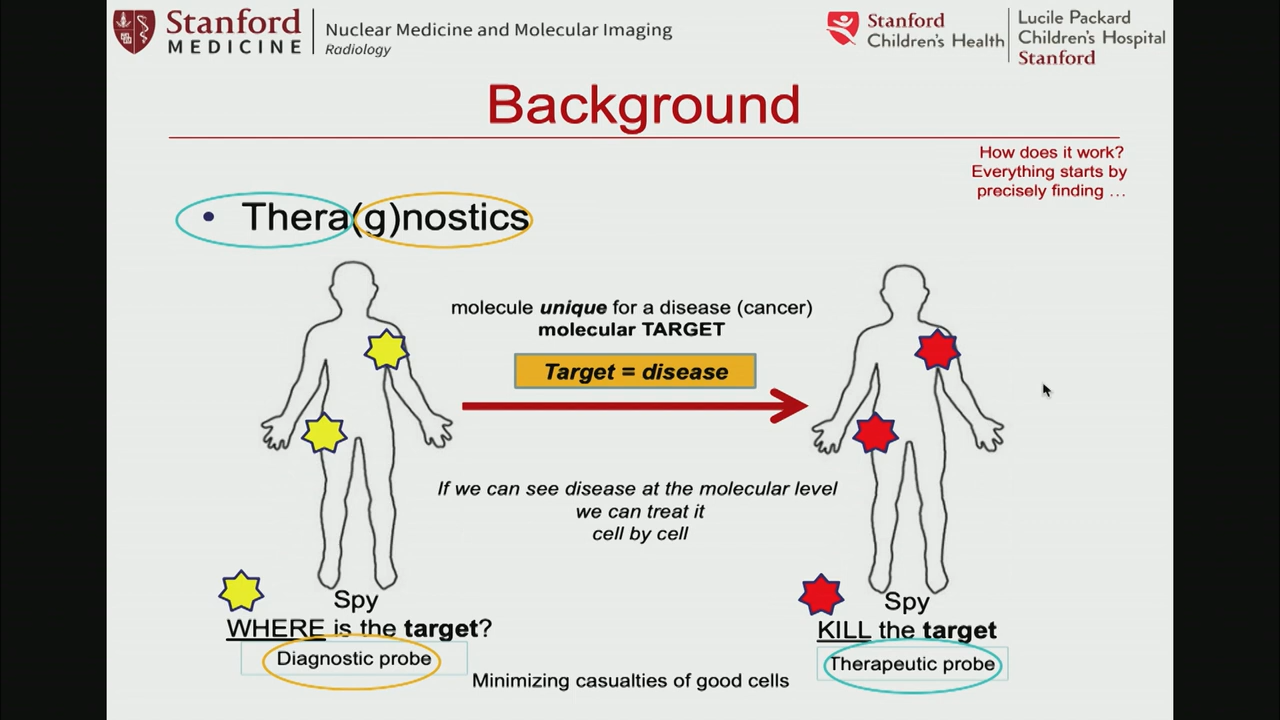 Stanford
MEDICINE
Nuclear Medicine and Molecular Imaging
Radiology
Stanford
Children's Health
Lucile Packard
Children's Hospital
Stanford
Background
How does it work?
Everything starts by
precisely finding ...
• Thera(g)nostics
molecule unique for a disease (cancer)
molecular TARGET
Target = disease
If we can see disease at the molecular level
we can treat it
cell by cell
Spy
WHERE is the target?
Diagnostic probe
Spy
KILL the target
Therapeutic probe
Minimizing casualties of good cells